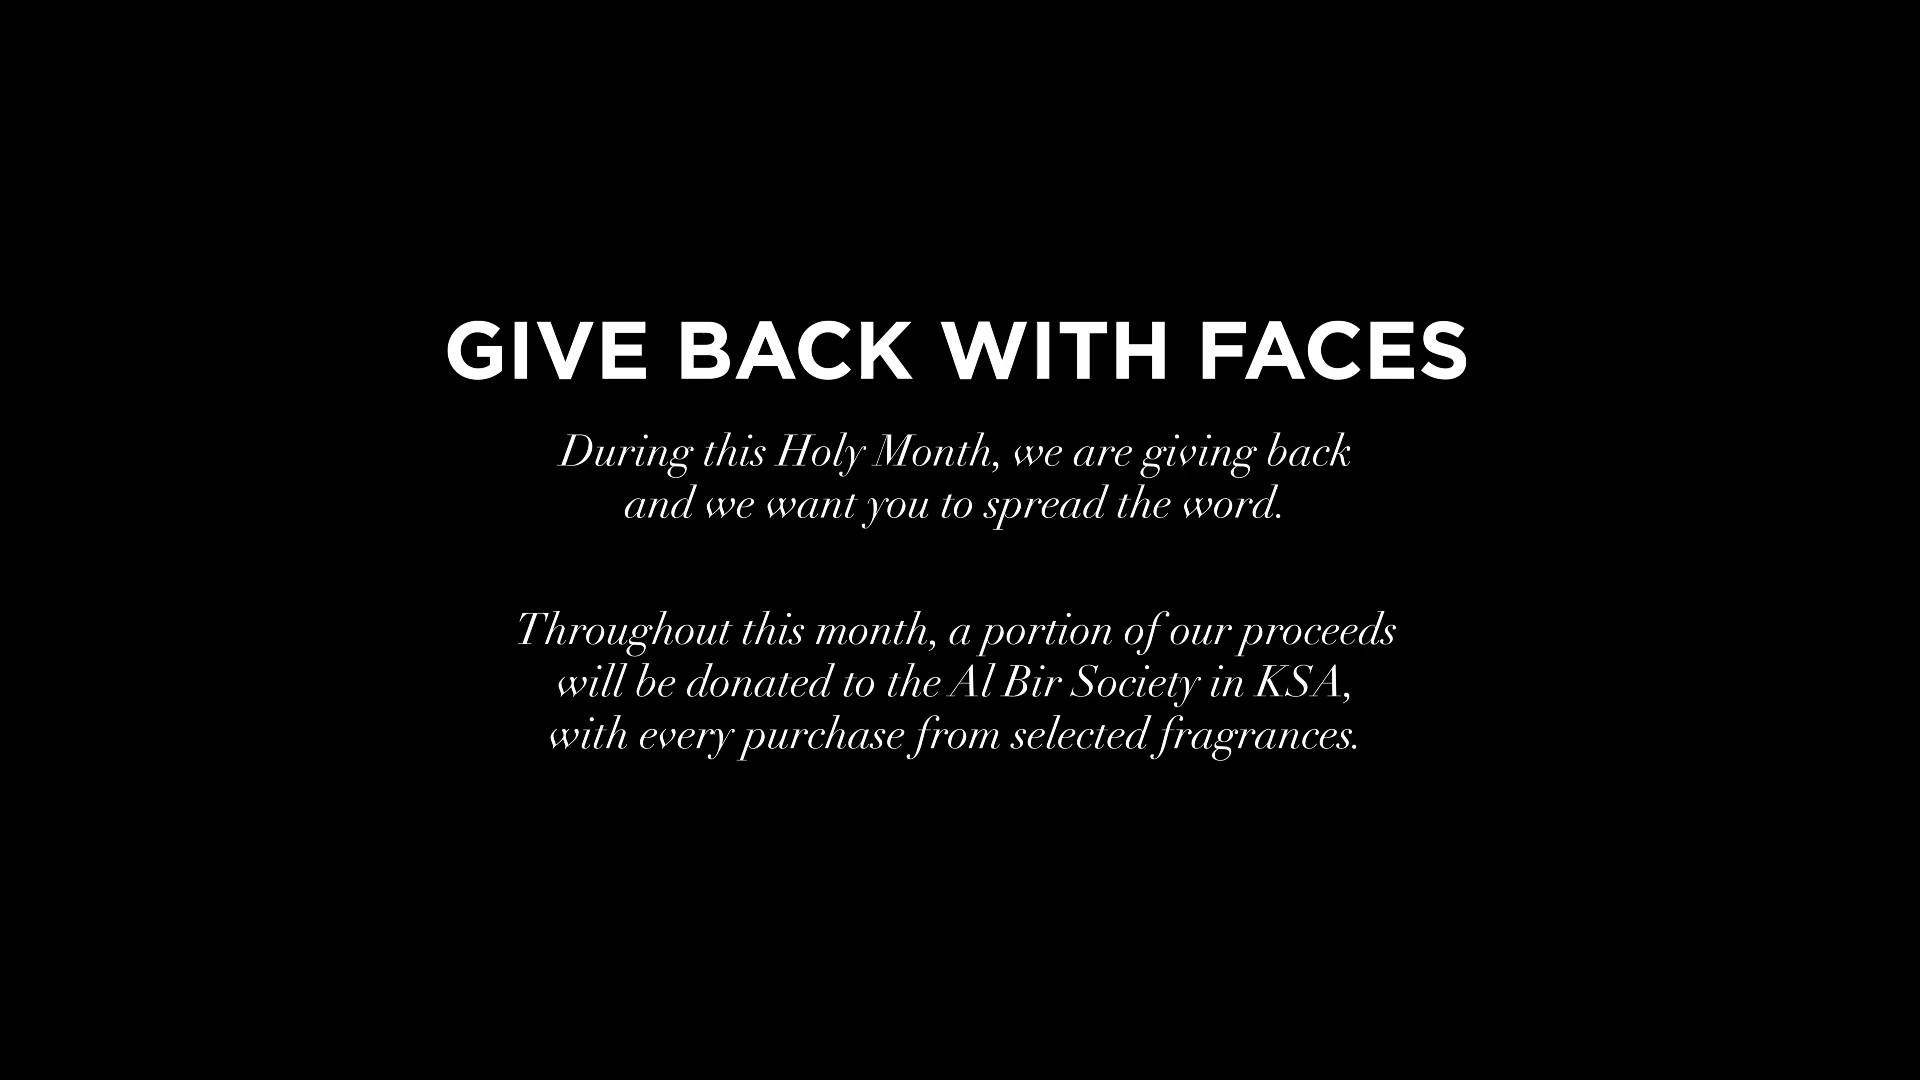 GIVE BACK WITH FACES
During this Holy Month, we are giving back
and we want you to spread the word.
Throughout this month, a portion of our proceeds
will be donated to the Al Bir Society in KSA,
with every purchase from selected fragrances.